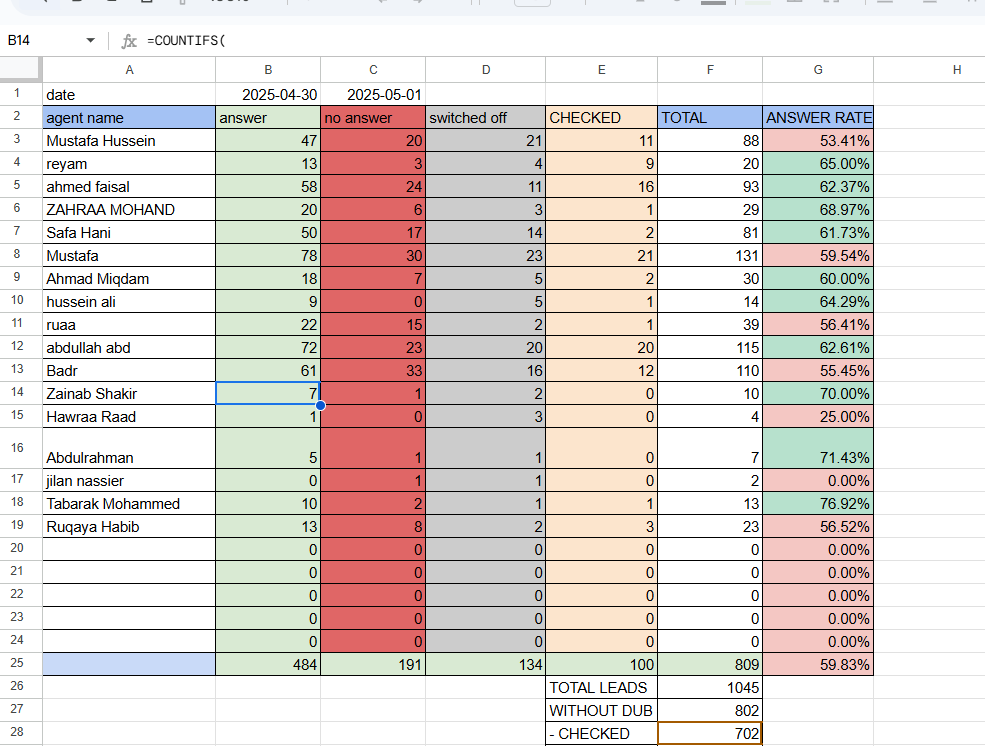 B14 fx =COUNTIFS(
A B C D E F G H
1 date 2025-04-30 2025-05-01
2 agent name answer no answer switched off CHECKED TOTAL ANSWER RATE
3 Mustafa Hussein 47 20 21 11 88 53.41%
4 reyam 13 3 4 9 20 65.00%
5 ahmed faisal 58 24 11 16 93 62.37%
6 ZAHRAA MOHAND 20 6 3 1 29 68.97%
7 Safa Hani 50 17 14 2 81 61.73%
8 Mustafa 78 30 23 21 131 59.54%
9 Ahmad Miqdam 18 7 5 2 30 60.00%
10 hussein ali 9 0 5 1 14 64.29%
11 ruaa 22 15 2 1 39 56.41%
12 abdullah abd 72 23 20 20 115 62.61%
13 Badr 61 33 16 12 110 55.45%
14 Zainab Shakir 7 1 2 0 10 70.00%
15 Hawraa Raad 1 0 3 0 4 25.00%
16 Abdulrahman 5 1 1 0 7 71.43%
17 jilan nassier 0 1 1 0 2 0.00%
18 Tabarak Mohammed 10 2 1 1 13 76.92%
19 Ruqaya Habib 13 8 2 3 23 56.52%
20 0 0 0 0 0 0.00%
21 0 0 0 0 0 0.00%
22 0 0 0 0 0 0.00%
23 0 0 0 0 0 0.00%
24 0 0 0 0 0 0.00%
25 484 191 134 100 809 59.83%
26 TOTAL LEADS 1045
27 WITHOUT DUB 802
28 - CHECKED 702